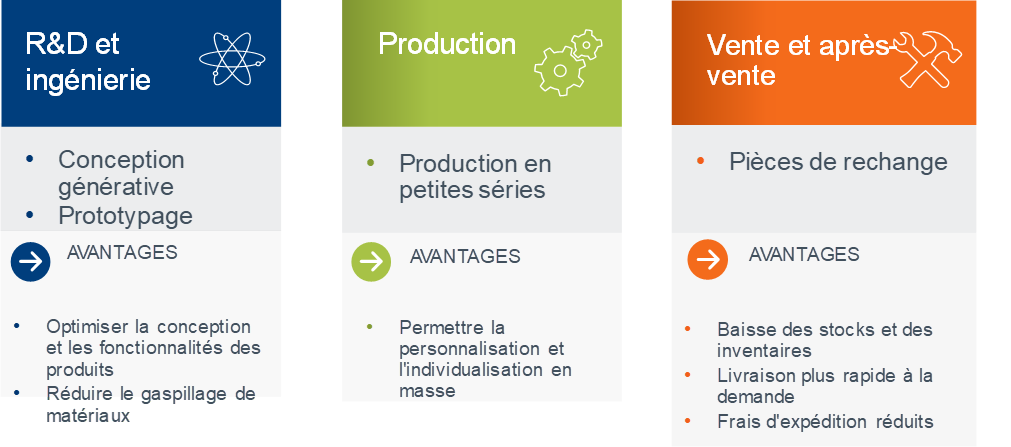 R&D et
ingénierie
• Conception
générative
• Prototypage
AVANTAGES
• Optimiser la conception
et les fonctionnalités des
produits
• Réduire le gaspillage de
matériaux
Production
• Production en
petites séries
AVANTAGES
• Permettre la
personnalisation et
l'individualisation en
masse
Vente et après-
vente
• Pièces de rechange
AVANTAGES
• Baisse des stocks et des
inventaires
• Livraison plus rapide à la
demande
• Frais d'expédition réduits